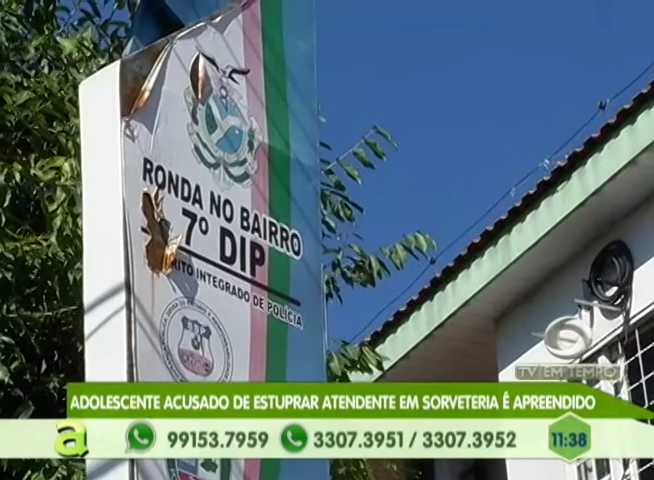 RONDA NO BAIRRO
7º DIP
RITO INTEGRADO DE POLÍCIA
TV EM TEMPO
ADOLESCENTE ACUSADO DE ESTUPRAR ATENDENTE EM SORVETERIA É APREENDIDO
a
99153.7959
3307.3951 / 3307.3952
11:38